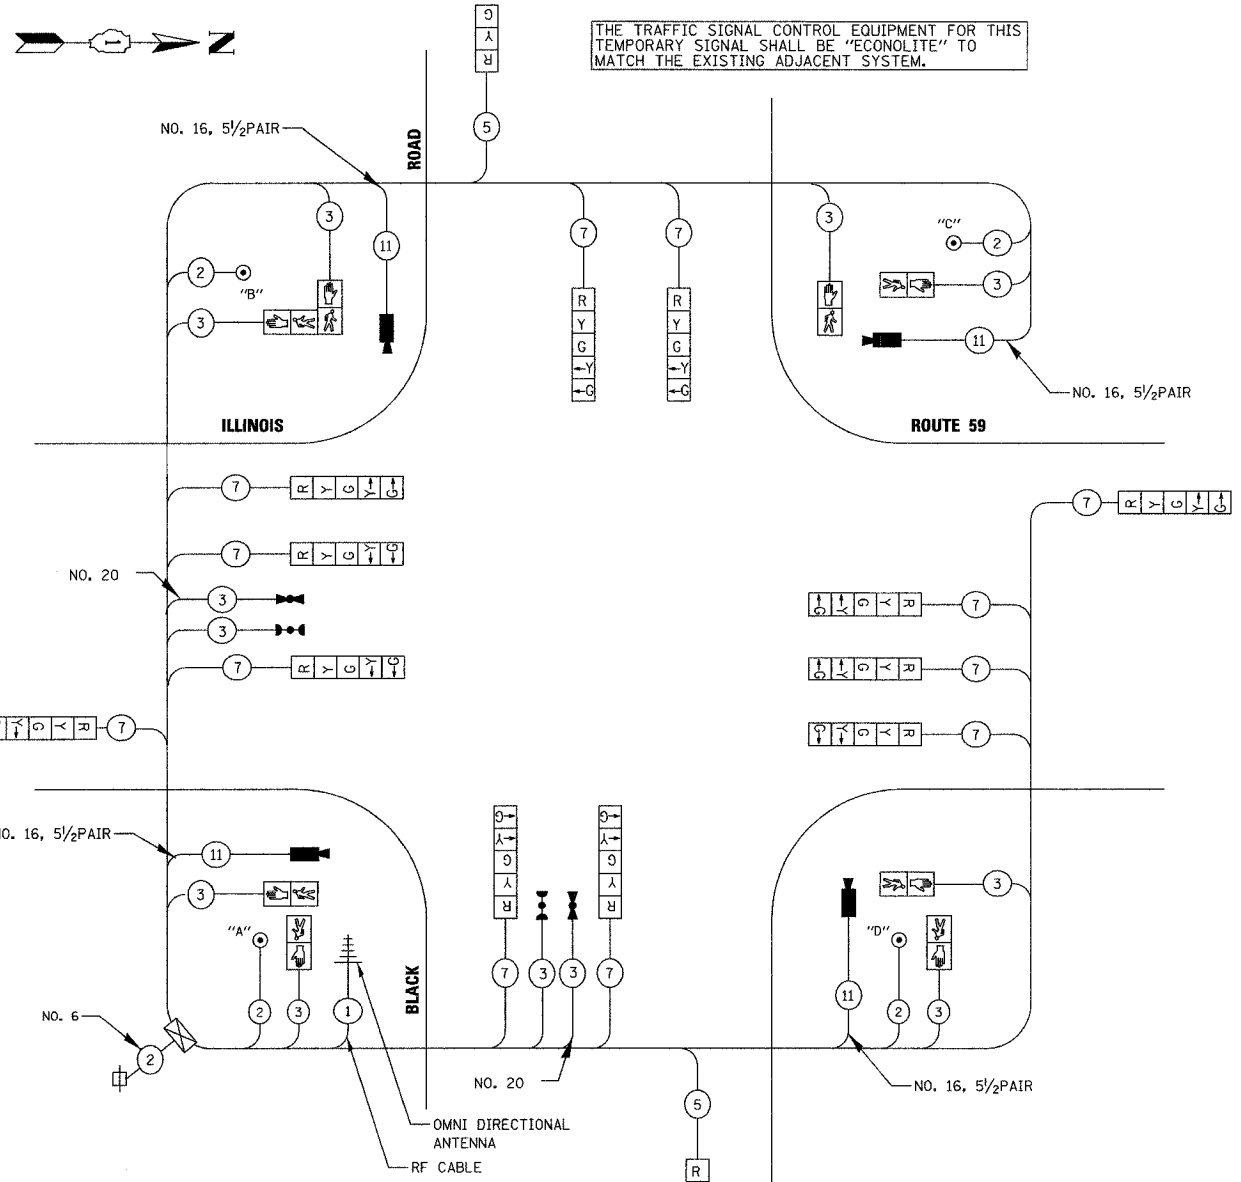 THE TRAFFIC SIGNAL CONTROL EQUIPMENT FOR THIS
TEMPORARY SIGNAL SHALL BE "ECONOLITE" TO
MATCH THE EXISTING ADJACENT SYSTEM.
1
N
G
Y
R
5
NO. 16, 5½PAIR
ROAD
3
11
7
7
3
"C"
2
2
"B"
3
3
R
Y
G
←Y
←G
R
Y
G
←Y
←G
11
NO. 16, 5½PAIR
ILLINOIS
ROUTE 59
7
R Y G Y G
7
R Y G Y G
7
R Y G Y G
NO. 20
3
3
7
R Y G Y G
G Y G Y R
7
G Y G Y R
7
G Y G Y R
7
Y G Y R
7
NO. 16, 5½PAIR
11
3
"A"
2
3
1
BLACK
G
Y
G
Y
R
7
3
3
G
Y
G
Y
R
7
3
"D"
11
2
3
NO. 6
2
NO. 20
NO. 16, 5½PAIR
5
R
OMNI DIRECTIONAL
ANTENNA
RF CABLE